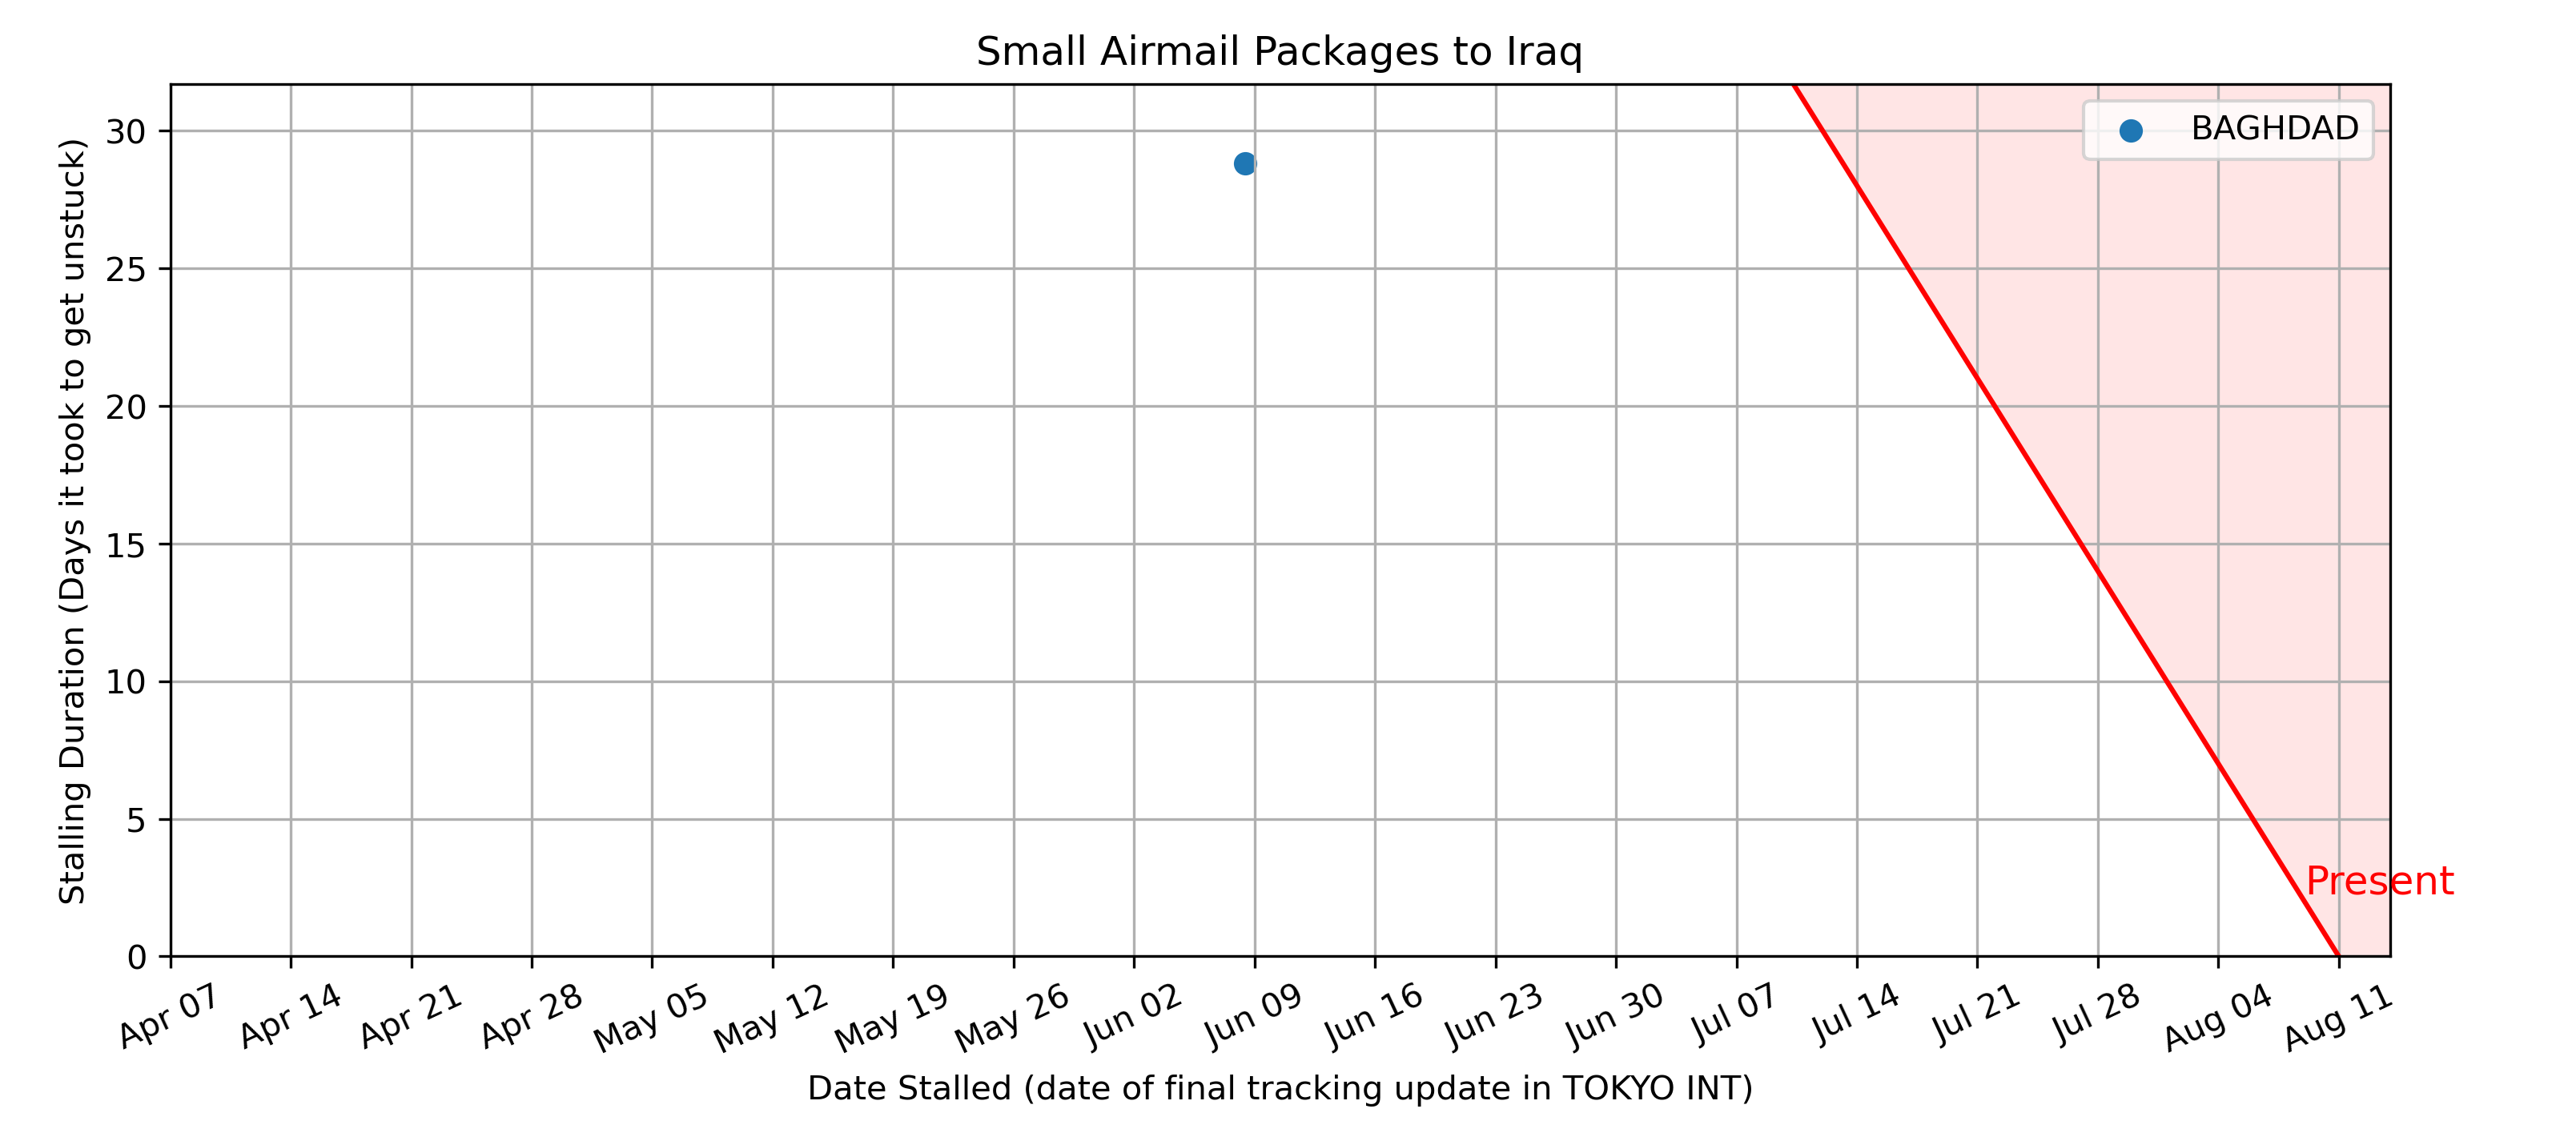 Small Airmail Packages to Iraq
BAGHDAD
Stalling Duration (Days it took to get unstuck)
30
25
20
15
10
5
0
Present
Apr 07
Apr 14
Apr 21
Apr 28
May 05
May 12
May 19
May 26
Jun 02
Jun 09
Jun 16
Jun 23
Jun 30
Jul 07
Jul 14
Jul 21
Jul 28
Aug 04
Aug 11
Date Stalled (date of final tracking update in TOKYO INT)